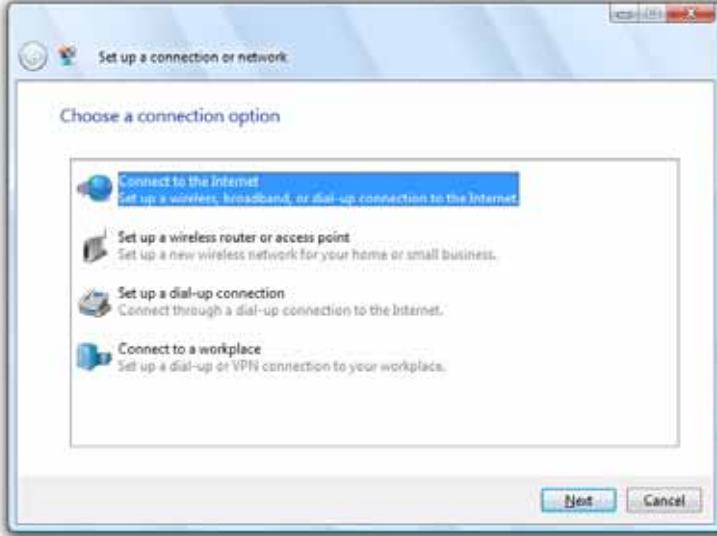 Set up a connection or network
Choose a connection option
Connect to the Internet
Set up a wireless, broadband, or dial-up connection to the Internet.
Set up a wireless router or access point
Set up a new wireless network for your home or small business.
Set up a dial-up connection
Connect through a dial-up connection to the Internet.
Connect to a workplace
Set up a dial-up or VPN connection to your workplace.
Next Cancel